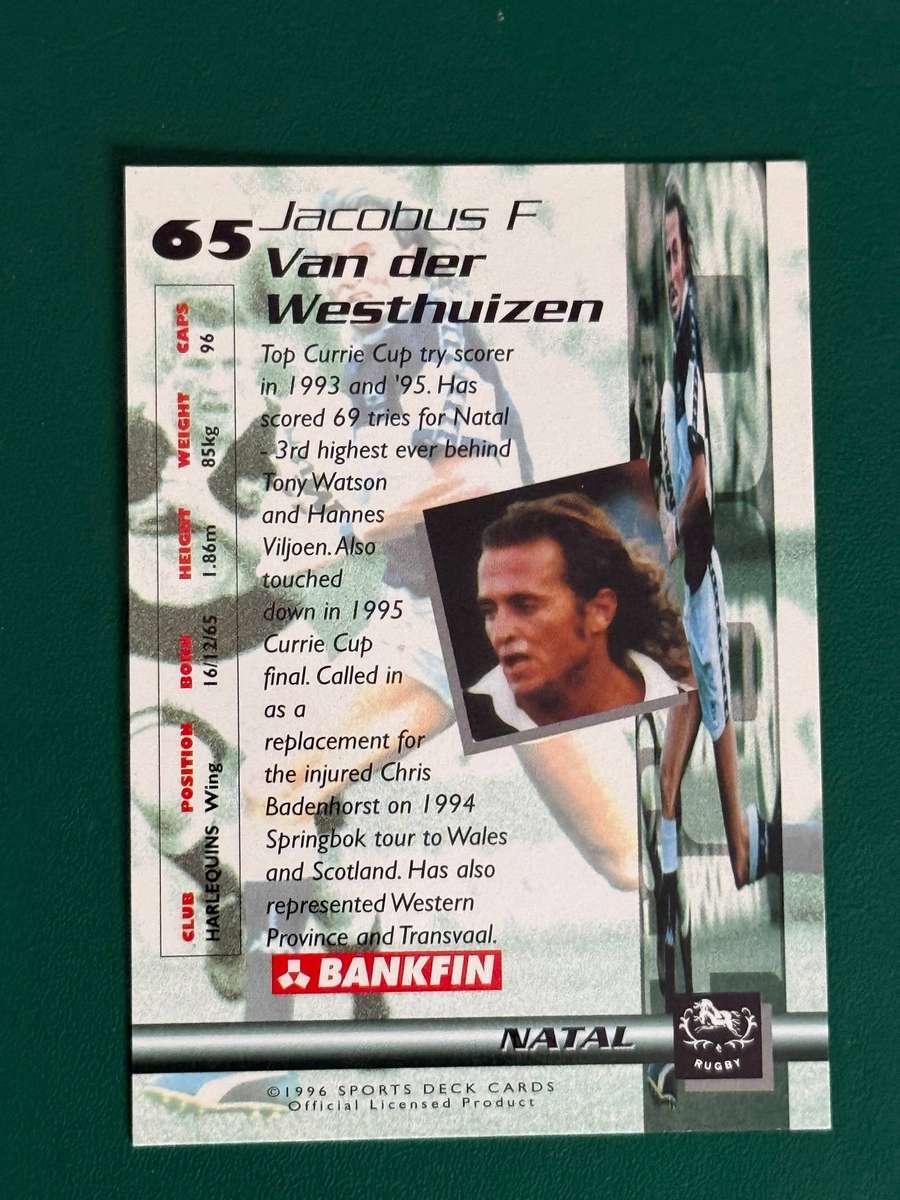 65
Jacobus F
Van der
Westhuizen
CLUB POSITION BORN HEIGHT WEIGHT CAPS
HARLEQUINS Wing 16/12/65 1.86m 85kg 96
Top Currie Cup try scorer
in 1993 and '95. Has
scored 69 tries for Natal
- 3rd highest ever behind
Tony Watson
and Hannes
Viljoen. Also
touched
down in 1995
Currie Cup
final. Called in
as a
replacement for
the injured Chris
Badenhorst on 1994
Springbok tour to Wales
and Scotland. Has also
represented Western
Province and Transvaal.
BANKFIN
NATAL
RUGBY
©1996 SPORTS DECK CARDS
Official Licensed Product